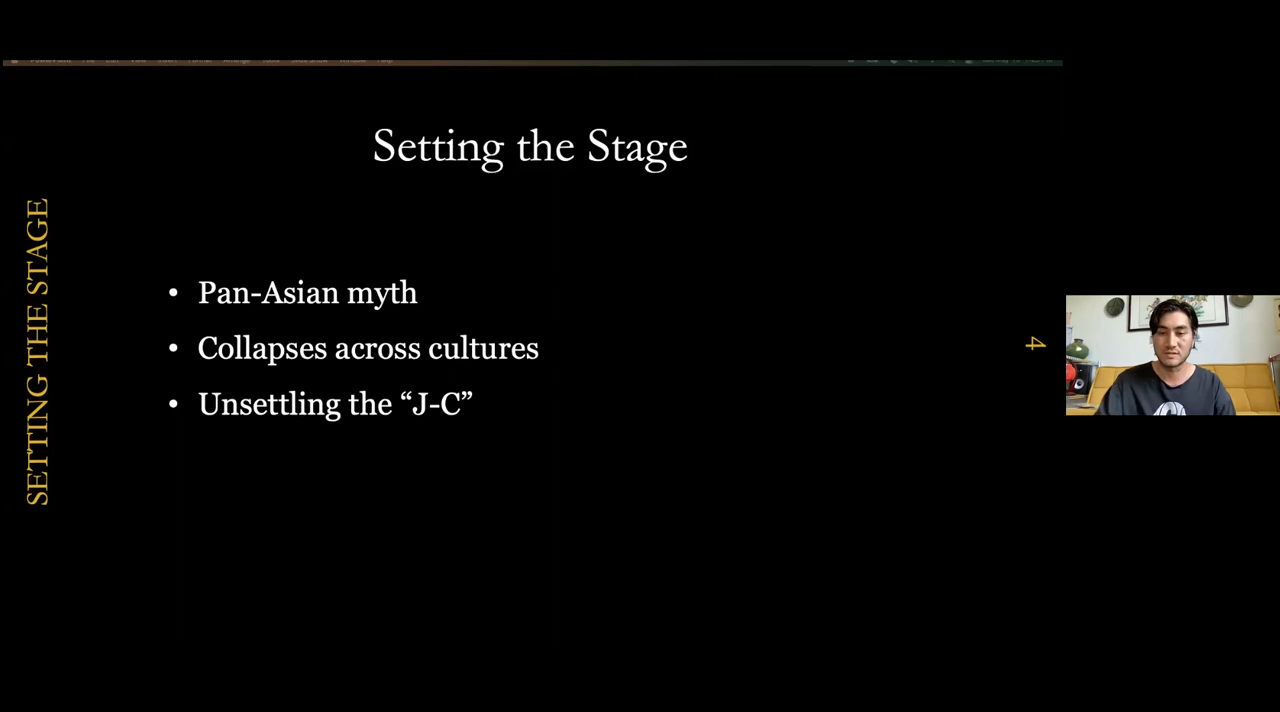 Setting the Stage
SETTING THE STAGE
• Pan-Asian myth
• Collapses across cultures
• Unsettling the “J-C”
4